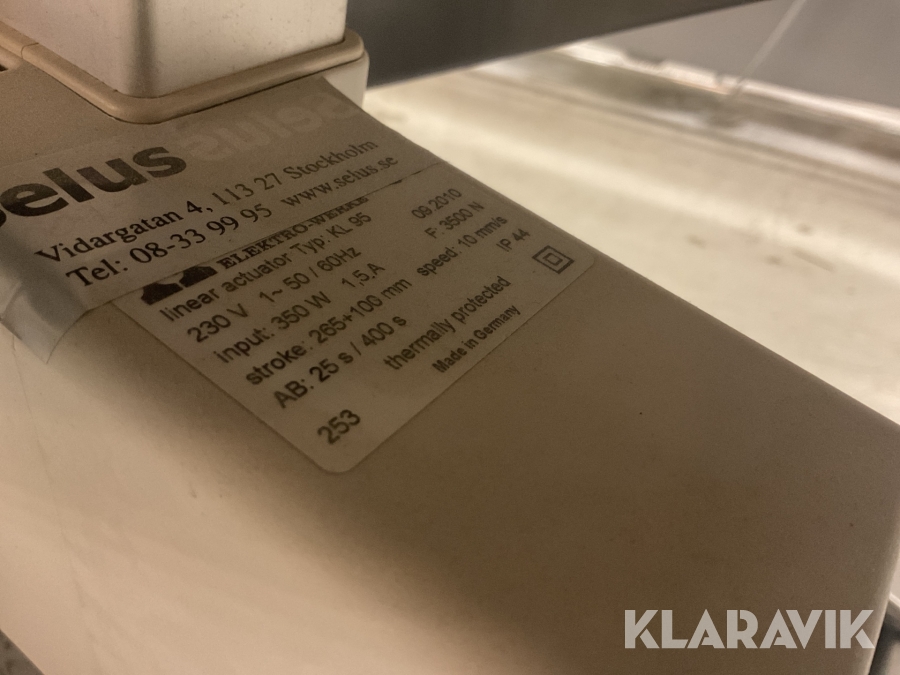 selus
selus
Vidargatan 4, 113 27 Stockholm
Tel: 08-33 99 95 www.selus.se
ELEKTRO-WERKE
linear actuator Typ: KL 95 09.2010
230 V 1~ 50 / 60Hz F: 3500 N
input: 350 W 1,5 A
stroke: 265+100 mm speed: 10 mm/s
AB: 25 s / 400 s IP 44
thermally protected
253 Made in Germany
KLARAVIK